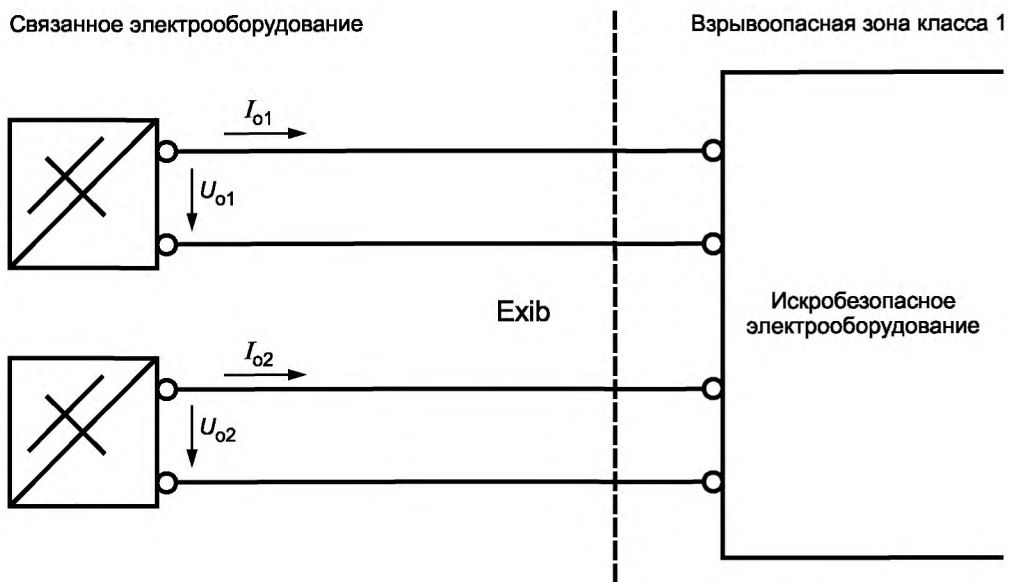 Связанное электрооборудование
Взрывоопасная зона класса 1
Io1
Uo1
Exib
Искробезопасное
электрооборудование
Io2
Uo2